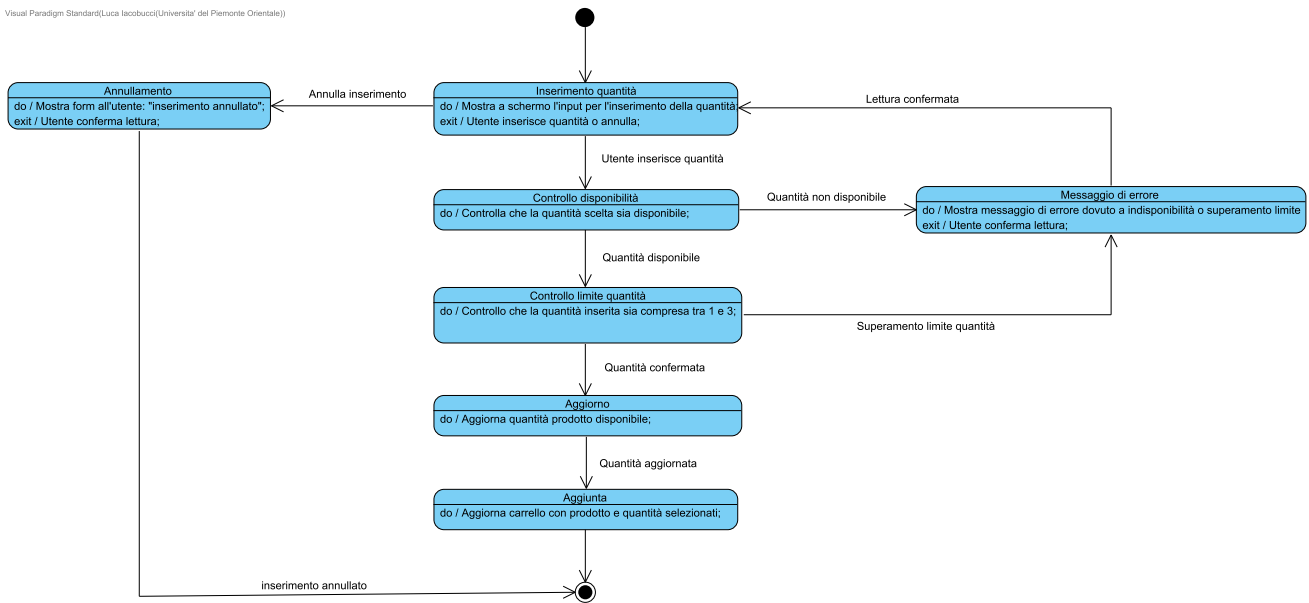 Visual Paradigm Standard(Luca Iacobucci(Universita' del Piemonte Orientale))
Annullamento
do / Mostra form all'utente: "inserimento annullato";
exit / Utente conferma lettura;
Annulla inserimento
Inserimento quantità
do / Mostra a schermo l'input per l'inserimento della quantità
exit / Utente inserisce quantità o annulla;
Lettura confermata
Utente inserisce quantità
Controllo disponibilità
do / Controlla che la quantità scelta sia disponibile;
Quantità non disponibile
Messaggio di errore
do / Mostra messaggio di errore dovuto a indisponibilità o superamento limite
exit / Utente conferma lettura;
Quantità disponibile
Controllo limite quantità
do / Controllo che la quantità inserita sia compresa tra 1 e 3;
Superamento limite quantità
Quantità confermata
Aggiorno
do / Aggiorna quantità prodotto disponibile;
Quantità aggiornata
Aggiunta
do / Aggiorna carrello con prodotto e quantità selezionati;
inserimento annullato